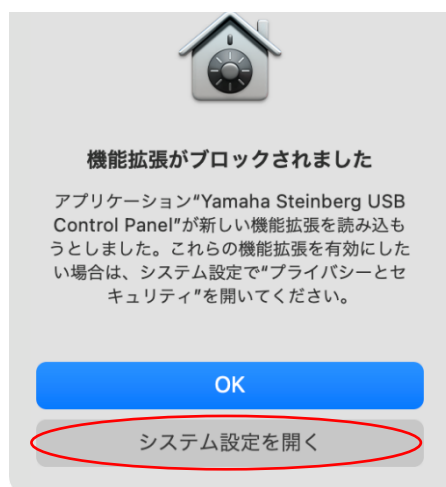 機能拡張がブロックされました
アプリケーション“Yamaha Steinberg USB
Control Panel”が新しい機能拡張を読み込も
うとしました。これらの機能拡張を有効にした
い場合は、システム設定で“プライバシーとセ
キュリティ”を開いてください。
OK
システム設定を開く